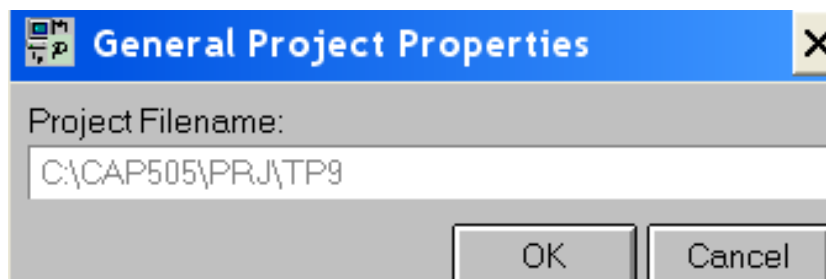 General Project Properties
Project Filename:
C:\CAP505\PRJ\TP9
OK Cancel